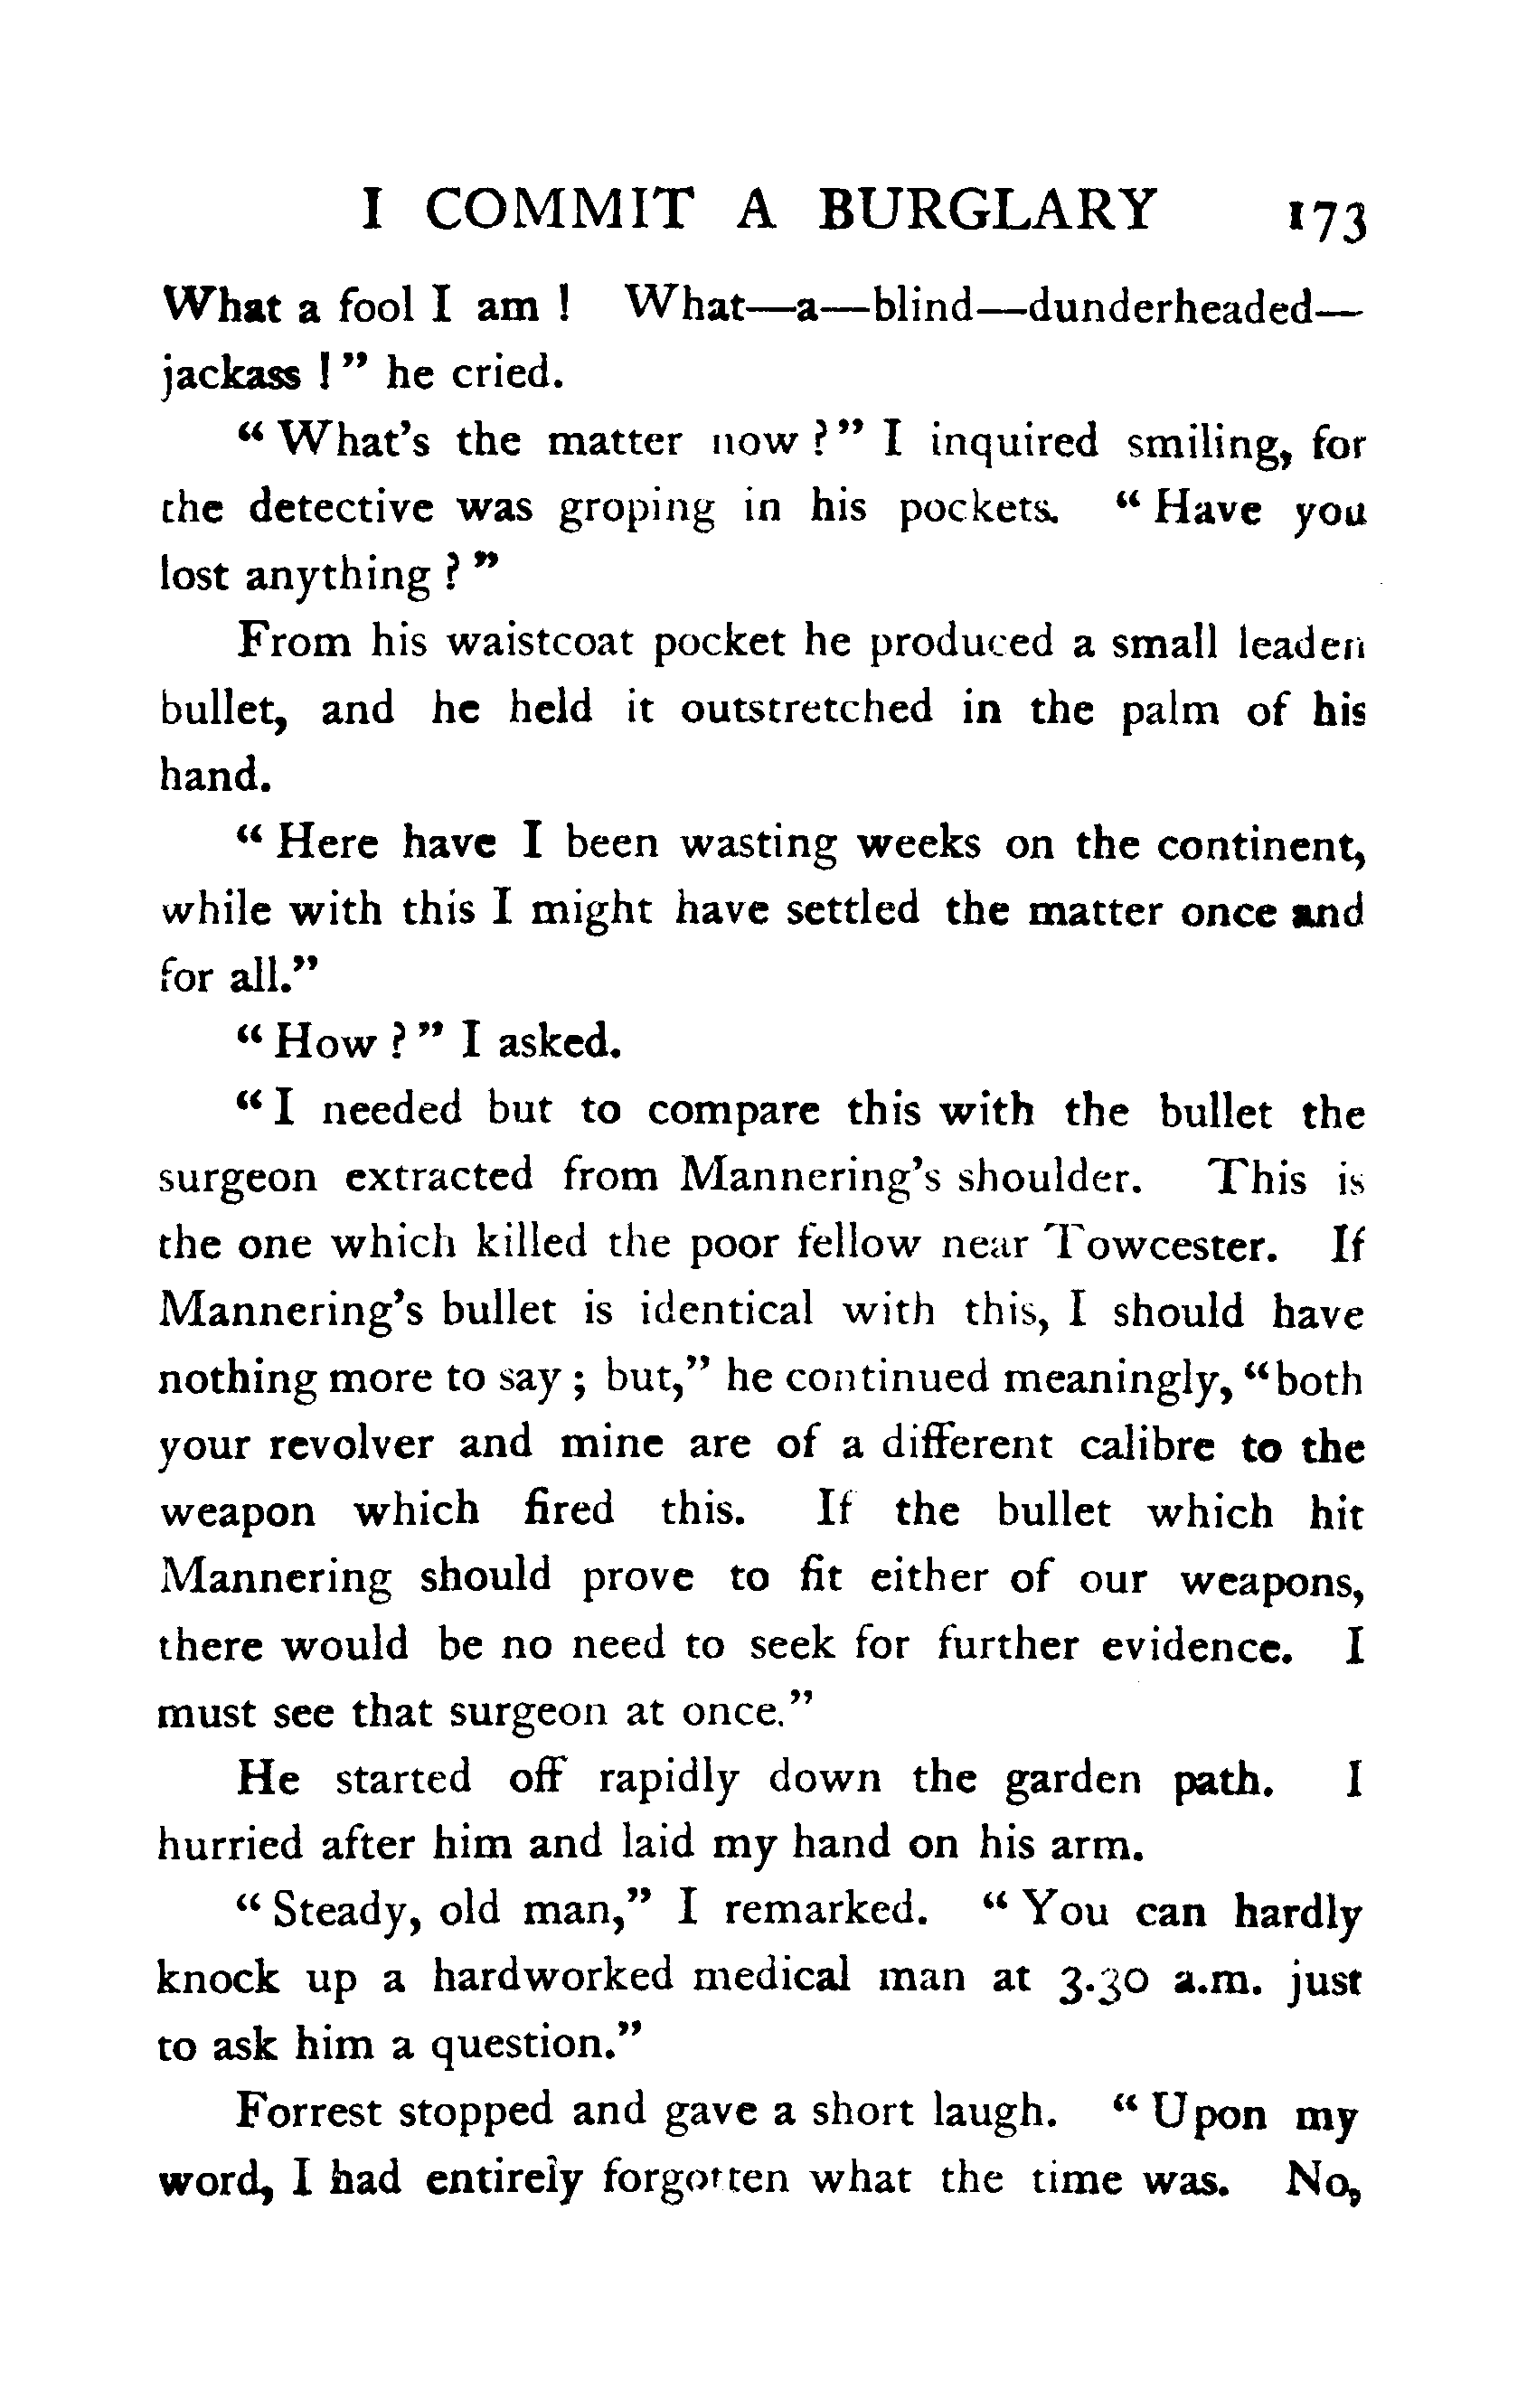 I COMMIT A BURGLARY 173
What a fool I am ! What—a—blind—dunderheaded—
jackass ! ” he cried.
“ What’s the matter now ? ” I inquired smiling, for
the detective was groping in his pockets. “ Have you
lost anything ? ”
From his waistcoat pocket he produced a small leaden
bullet, and he held it outstretched in the palm of his
hand.
“ Here have I been wasting weeks on the continent,
while with this I might have settled the matter once and
for all.”
“ How ? ” I asked.
“ I needed but to compare this with the bullet the
surgeon extracted from Mannering’s shoulder. This is
the one which killed the poor fellow near Towcester. If
Mannering’s bullet is identical with this, I should have
nothing more to say ; but,” he continued meaningly, “both
your revolver and mine are of a different calibre to the
weapon which fired this. If the bullet which hit
Mannering should prove to fit either of our weapons,
there would be no need to seek for further evidence. I
must see that surgeon at once.”
He started off rapidly down the garden path. I
hurried after him and laid my hand on his arm.
“ Steady, old man,” I remarked. “ You can hardly
knock up a hardworked medical man at 3.30 a.m. just
to ask him a question.”
Forrest stopped and gave a short laugh. “ Upon my
word, I had entirely forgotten what the time was. No,